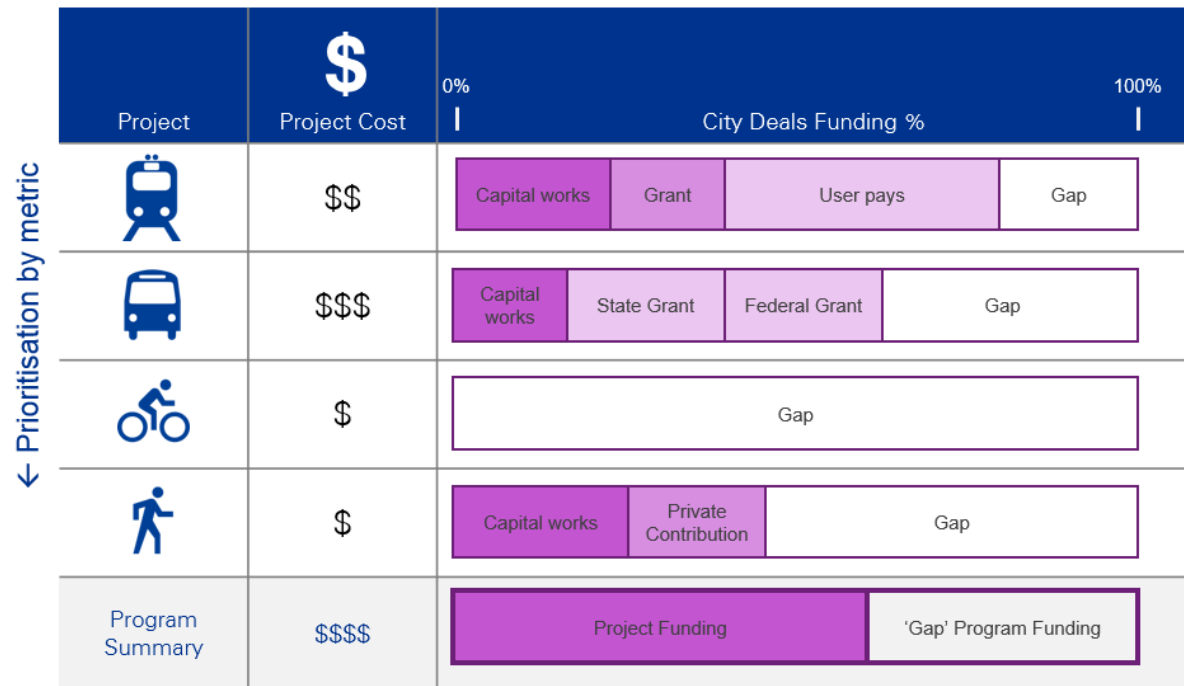 $
0%
100%
Project
Project Cost
City Deals Funding %
← Prioritisation by metric
$$
Capital works
Grant
User pays
Gap
$$$
Capital
works
State Grant
Federal Grant
Gap
$
Gap
$
Capital works
Private
Contribution
Gap
Program
Summary
$$$$
Project Funding
‘Gap’ Program Funding